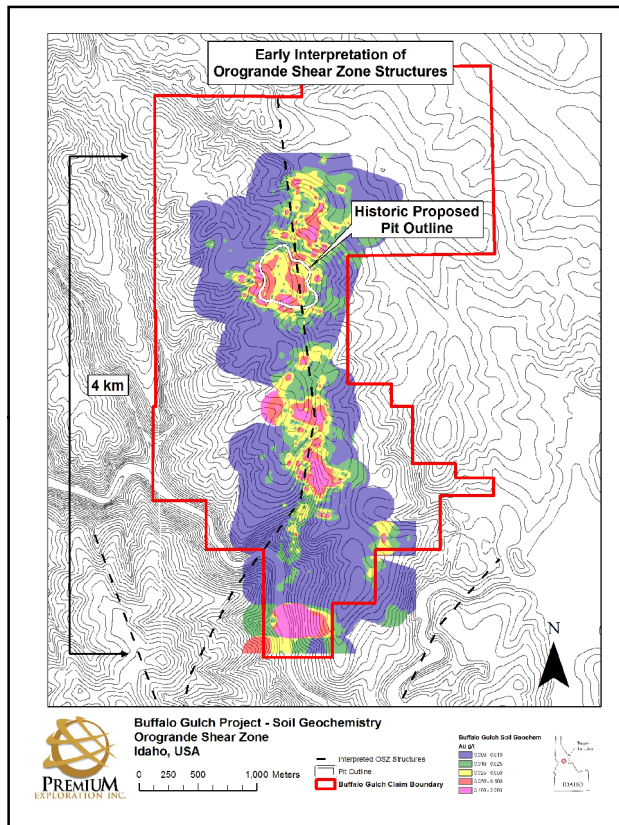 Early Interpretation of
Orogrande Shear Zone Structures
Historic Proposed
Pit Outline
4 km
N
Buffalo Gulch Project - Soil Geochemistry
Orogrande Shear Zone
Idaho, USA
PREMIUM
EXPLORATION INC.
0 250 500 1,000 Meters
Interpreted OSZ Structures
Pit Outline
Buffalo Gulch Claim Boundary
Buffalo Gulch Soil Geochem
Au g/t
Project
Location
IDAHO